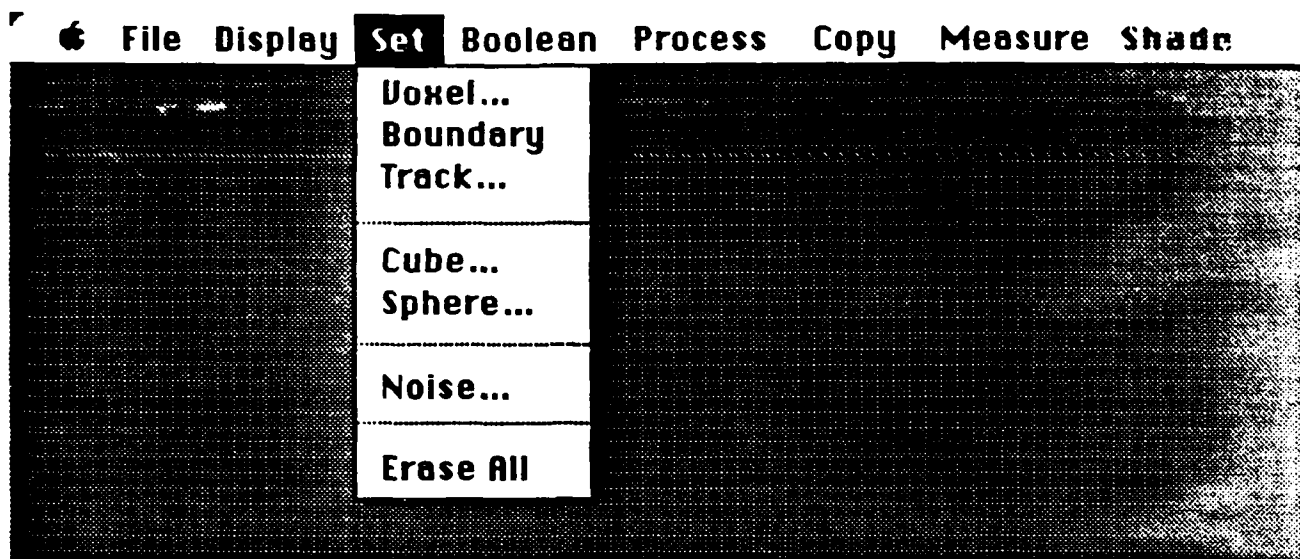 File Display Set Boolean Process Copy Measure Shade
Voxel...
Boundary
Track...
Cube...
Sphere...
Noise...
Erase All